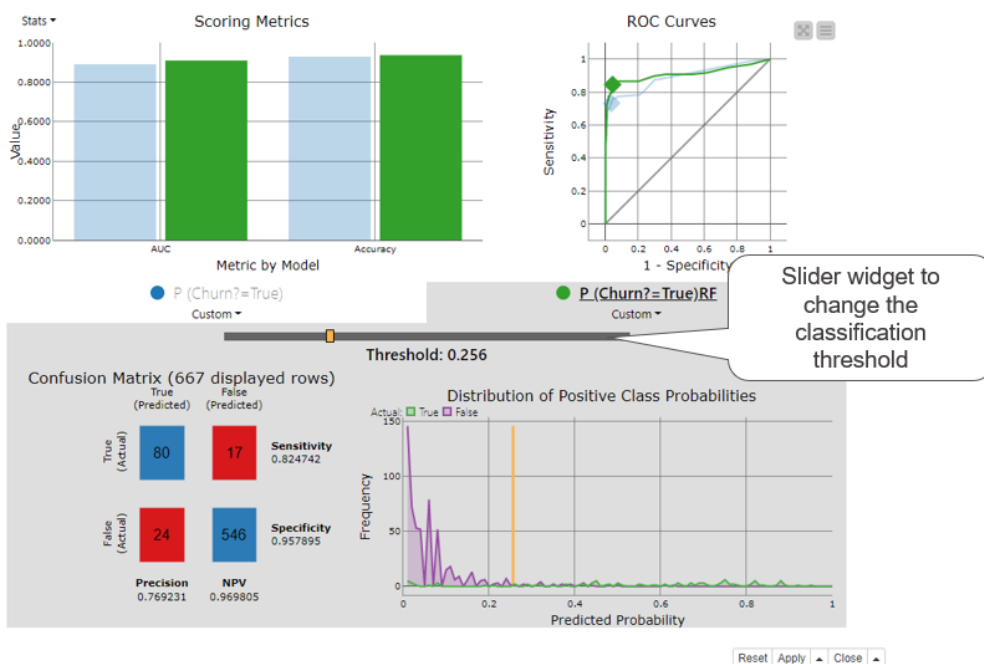 Stats
Scoring Metrics
1.0000
0.8000
0.6000
0.4000
0.2000
0.0000
Value
AUC
Accuracy
Metric by Model
ROC Curves
1
0.8
0.6
0.4
0.2
0
Sensitivity
0 0.2 0.4 0.6 0.8 1
1 - Specificity
Slider widget to
change the
classification
threshold
P (Churn?=True)
Custom
P (Churn?=True)RF
Custom
Threshold: 0.256
Confusion Matrix (667 displayed rows)
True
(Predicted)
False
(Predicted)
True
(Actual)
80
17
Sensitivity
0.824742
False
(Actual)
24
546
Specificity
0.957895
Precision
0.769231
NPV
0.969805
Distribution of Positive Class Probabilities
Actual: True False
150
100
50
0
Frequency
0 0.2 0.4 0.6 0.8 1
Predicted Probability
Reset Apply Close